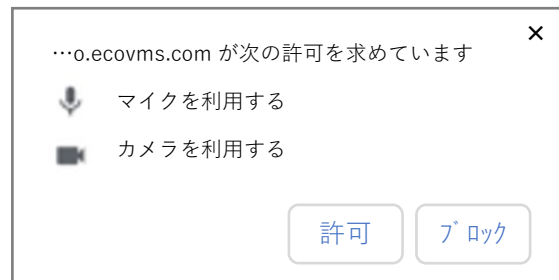 ×
…o.ecovms.com が次の許可を求めています
マイクを利用する
カメラを利用する
許可
ﾌﾞﾛｯｸ